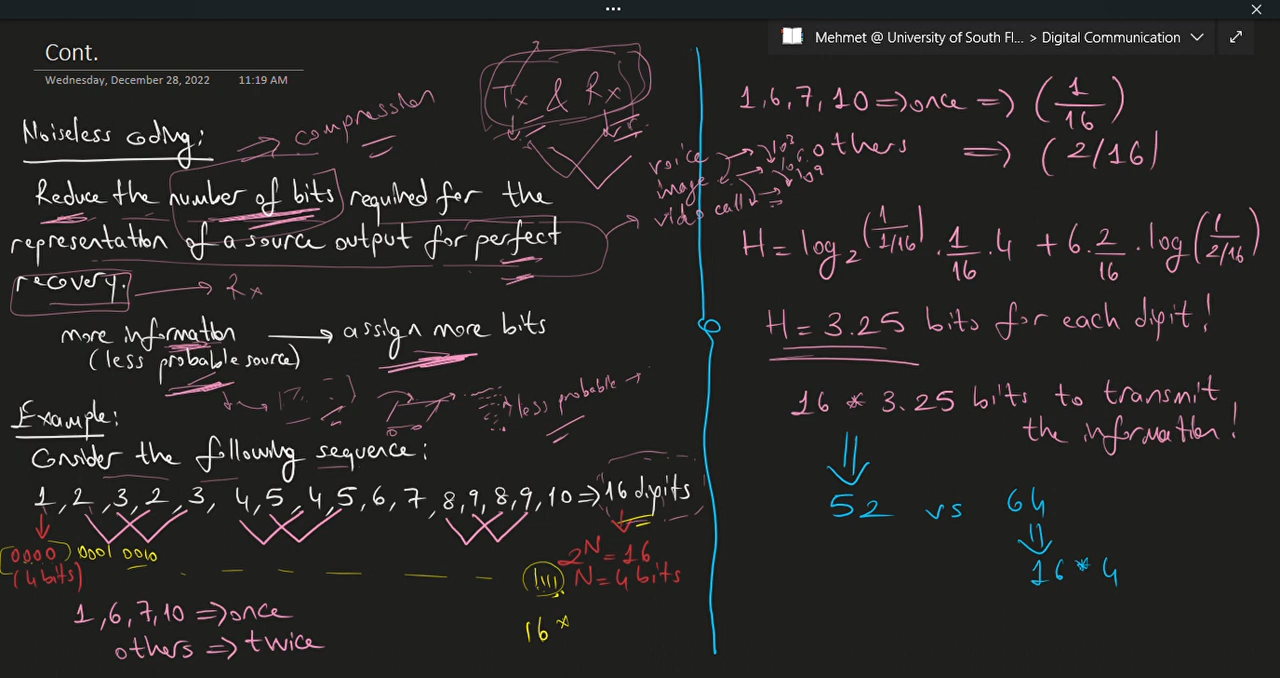 ...
Mehmet @ University of South Fl... > Digital Communication
Cont.
Wednesday, December 28, 2022 11:19 AM
Noiseless coding:
compression
Tx & Rx
Reduce the number of bits required for the
representation of a source output for perfect
recovery.
Rx
voice 10^3
image 10^6
video call 10^9
more information → assign more bits
(less probable source)
less probable →
Example:
Consider the following sequence:
1, 2, 3, 2, 3, 4, 5, 4, 5, 6, 7, 8, 9, 8, 9, 10 => 16 digits
0000 0001 0010
(4 bits)
1111
2^N = 16
N = 4 bits
16 *
1, 6, 7, 10 => once
others => twice
1, 6, 7, 10 => once => (1/16)
others => (2/16)
H = log2 (1/1/16) . 1/16 . 4 + 6 . 2/16 . log (1/2/16)
H = 3.25 bits for each digit!
16 * 3.25 bits to transmit
the information!
52 vs 64
16 * 4